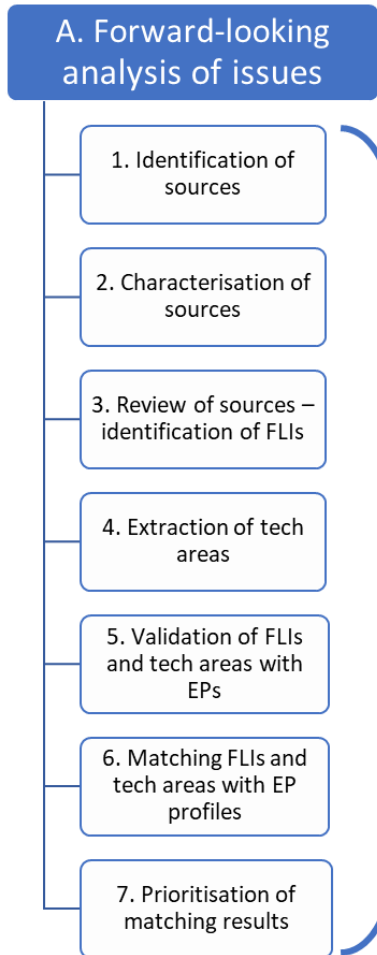 A. Forward-looking
analysis of issues
1. Identification of
sources
2. Characterisation of
sources
3. Review of sources –
identification of FLIs
4. Extraction of tech
areas
5. Validation of FLIs
and tech areas with
EPs
6. Matching FLIs and
tech areas with EP
profiles
7. Prioritisation of
matching results